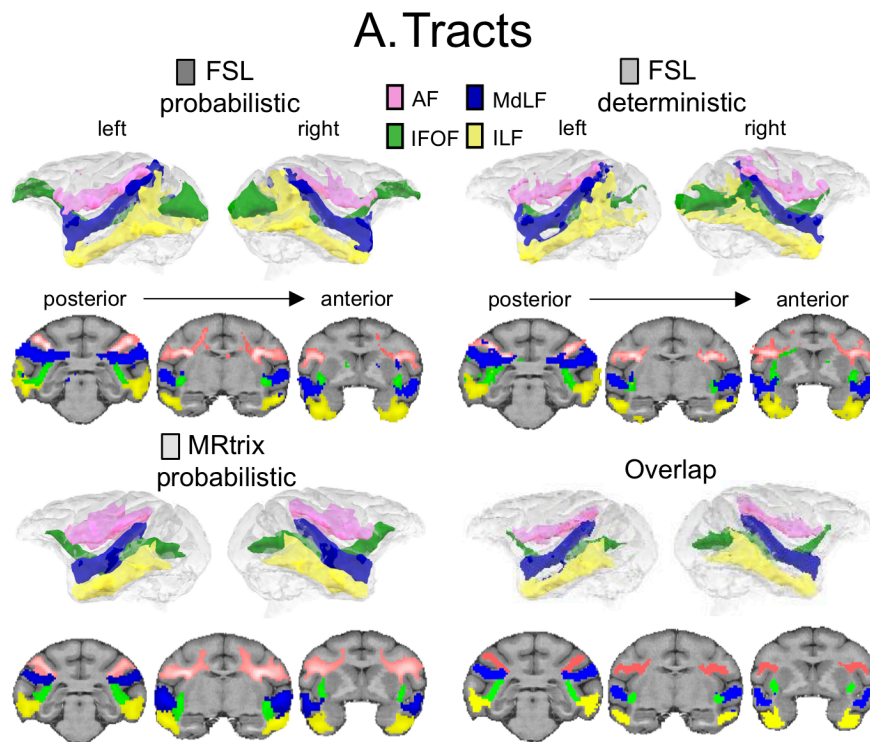 A. Tracts
FSL
probabilistic
FSL
deterministic
AF
MdLF
IFOF
ILF
left
right
left
right
posterior
anterior
posterior
anterior
MRtrix
probabilistic
Overlap